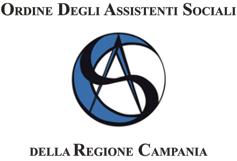 Ordine Degli Assistenti Sociali
della Regione Campania